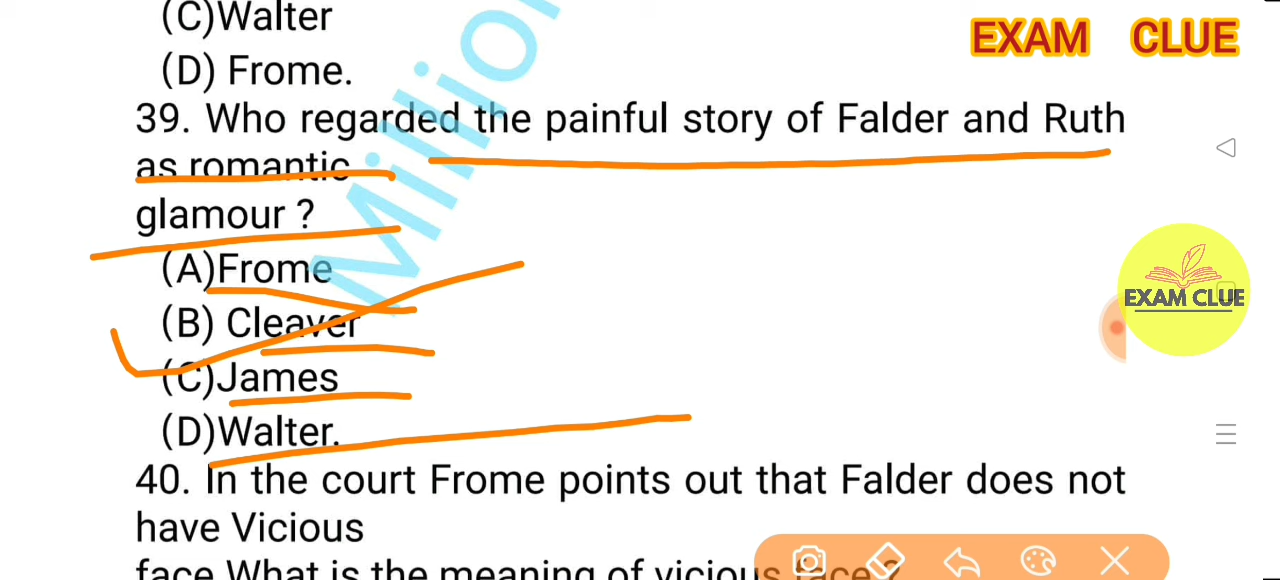 (C)Walter
EXAM CLUE
(D) Frome.
39. Who regarded the painful story of Falder and Ruth
as romantic
glamour ?
(A)Frome
(B) Cleaver
(C)James
(D)Walter.
EXAM CLUE
40. In the court Frome points out that Falder does not
have Vicious
face What is the meaning of vicious face ?
Millio